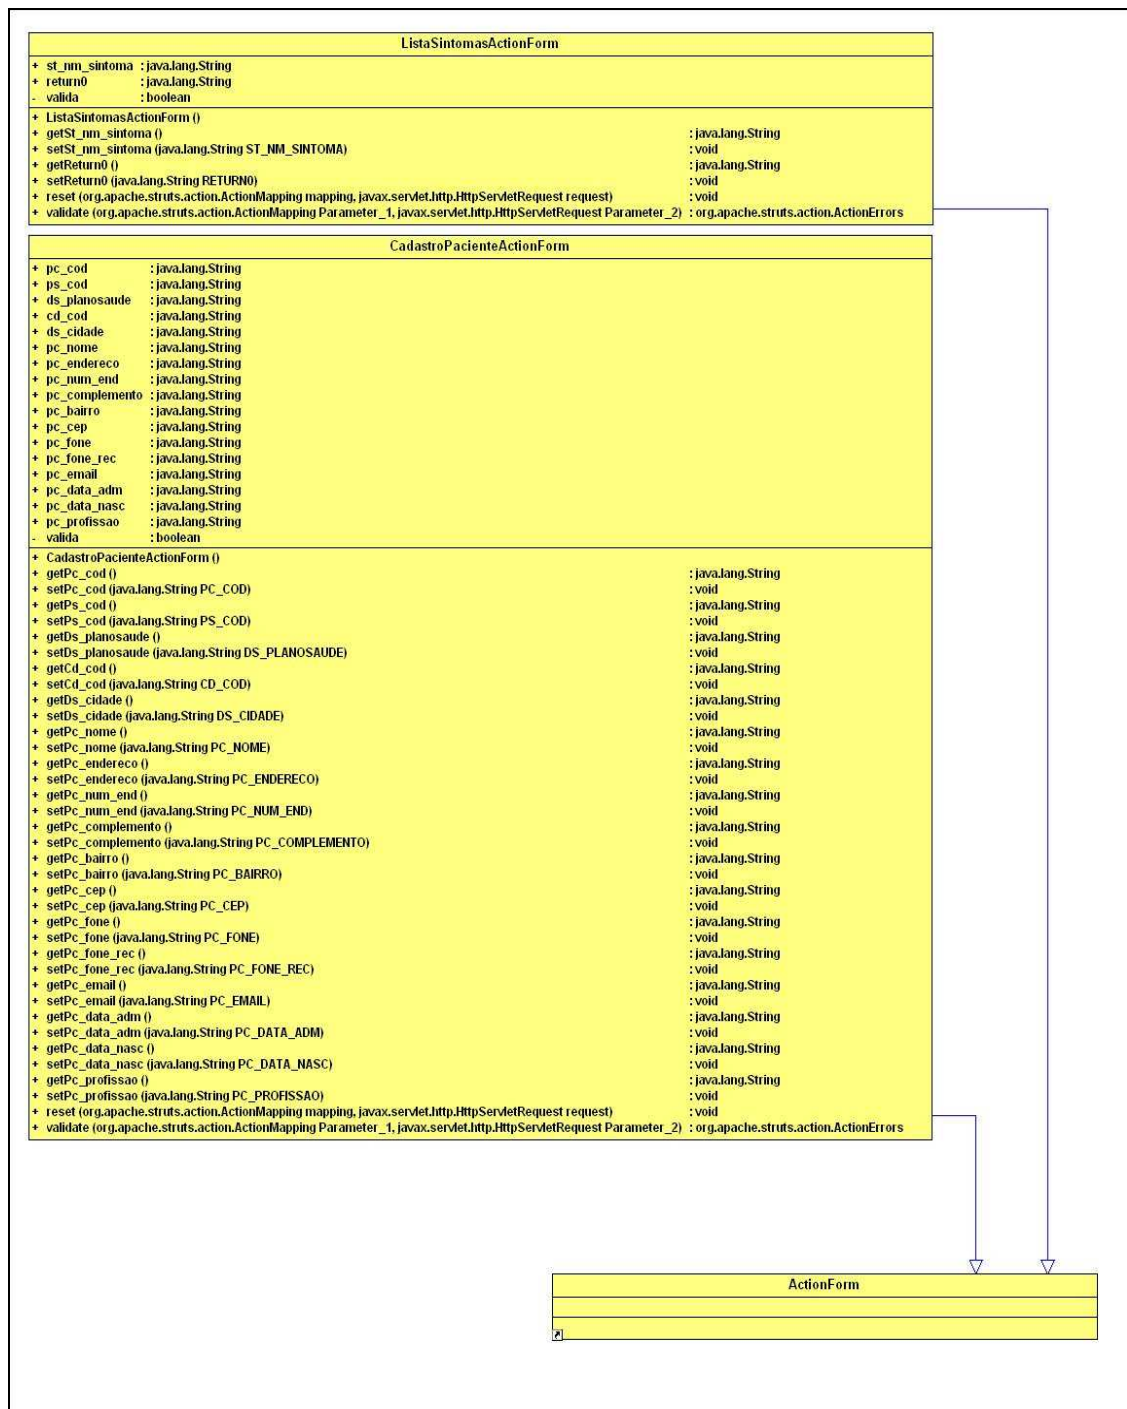 ListaSintomasActionForm
+ st_nm_sintoma : java.lang.String
+ return0 : java.lang.String
- valida : boolean
+ ListaSintomasActionForm ()
+ getSt_nm_sintoma () : java.lang.String
+ setSt_nm_sintoma (java.lang.String ST_NM_SINTOMA) : void
+ getReturn0 () : java.lang.String
+ setReturn0 (java.lang.String RETURN0) : void
+ reset (org.apache.struts.action.ActionMapping mapping, javax.servlet.http.HttpServletRequest request) : void
+ validate (org.apache.struts.action.ActionMapping Parameter_1, javax.servlet.http.HttpServletRequest Parameter_2) : org.apache.struts.action.ActionErrors
CadastroPacienteActionForm
+ pc_cod : java.lang.String
+ ps_cod : java.lang.String
+ ds_planosaude : java.lang.String
+ cd_cod : java.lang.String
+ ds_cidade : java.lang.String
+ pc_nome : java.lang.String
+ pc_endereco : java.lang.String
+ pc_num_end : java.lang.String
+ pc_complemento : java.lang.String
+ pc_bairro : java.lang.String
+ pc_cep : java.lang.String
+ pc_fone : java.lang.String
+ pc_fone_rec : java.lang.String
+ pc_email : java.lang.String
+ pc_data_adm : java.lang.String
+ pc_data_nasc : java.lang.String
+ pc_profissao : java.lang.String
- valida : boolean
+ CadastroPacienteActionForm ()
+ getPc_cod () : java.lang.String
+ setPc_cod (java.lang.String PC_COD) : void
+ getPs_cod () : java.lang.String
+ setPs_cod (java.lang.String PS_COD) : void
+ getDs_planosaude () : java.lang.String
+ setDs_planosaude (java.lang.String DS_PLANOSAUDE) : void
+ getCd_cod () : java.lang.String
+ setCd_cod (java.lang.String CD_COD) : void
+ getDs_cidade () : java.lang.String
+ setDs_cidade (java.lang.String DS_CIDADE) : void
+ getPc_nome () : java.lang.String
+ setPc_nome (java.lang.String PC_NOME) : void
+ getPc_endereco () : java.lang.String
+ setPc_endereco (java.lang.String PC_ENDERECO) : void
+ getPc_num_end () : java.lang.String
+ setPc_num_end (java.lang.String PC_NUM_END) : void
+ getPc_complemento () : java.lang.String
+ setPc_complemento (java.lang.String PC_COMPLEMENTO) : void
+ getPc_bairro () : java.lang.String
+ setPc_bairro (java.lang.String PC_BAIRRO) : void
+ getPc_cep () : java.lang.String
+ setPc_cep (java.lang.String PC_CEP) : void
+ getPc_fone () : java.lang.String
+ setPc_fone (java.lang.String PC_FONE) : void
+ getPc_fone_rec () : java.lang.String
+ setPc_fone_rec (java.lang.String PC_FONE_REC) : void
+ getPc_email () : java.lang.String
+ setPc_email (java.lang.String PC_EMAIL) : void
+ getPc_data_adm () : java.lang.String
+ setPc_data_adm (java.lang.String PC_DATA_ADM) : void
+ getPc_data_nasc () : java.lang.String
+ setPc_data_nasc (java.lang.String PC_DATA_NASC) : void
+ getPc_profissao () : java.lang.String
+ setPc_profissao (java.lang.String PC_PROFISSAO) : void
+ reset (org.apache.struts.action.ActionMapping mapping, javax.servlet.http.HttpServletRequest request) : void
+ validate (org.apache.struts.action.ActionMapping Parameter_1, javax.servlet.http.HttpServletRequest Parameter_2) : org.apache.struts.action.ActionErrors
ActionForm